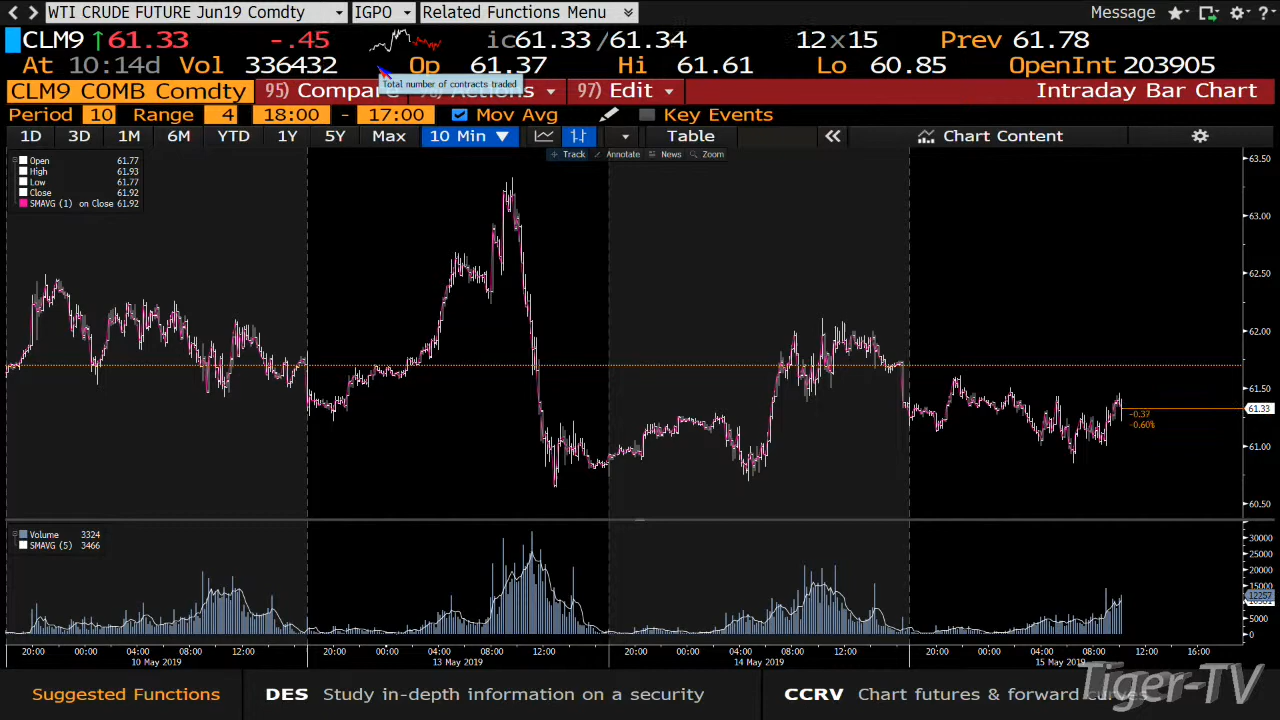 WTI CRUDE FUTURE Jun19 Comdty IGPO Related Functions Menu Message ?
CLM9 ↑61.33 -.45 ic61.33/61.34 12x15 Prev 61.78
At 10:14d Vol 336432 Op 61.37 Hi 61.61 Lo 60.85 OpenInt 203905
Total number of contracts traded
CLM9 COMB Comdty 95) Compare Actions 97) Edit Intraday Bar Chart
Period 10 Range 4 18:00 - 17:00 Mov Avg Key Events
1D 3D 1M 6M YTD 1Y 5Y Max 10 Min ▼ Table « Chart Content
Track Annotate News Zoom
Open 61.77
High 61.93
Low 61.77
Close 61.92
SMAVG (1) on Close 61.92
63.50
63.00
62.50
62.00
61.50
61.33
-0.37
-0.60%
61.00
60.50
Volume 3324
SMAVG (5) 3466
30000
25000
20000
15000
12257
5000
0
20:00 00:00 04:00 08:00 12:00 20:00 00:00 04:00 08:00 12:00 20:00 00:00 04:00 08:00 12:00 20:00 00:00 04:00 08:00 12:00 16:00
10 May 2019 13 May 2019 14 May 2019 15 May 2019
Suggested Functions DES Study in-depth information on a security CCRV Chart futures & forward curves
Tiger-TV